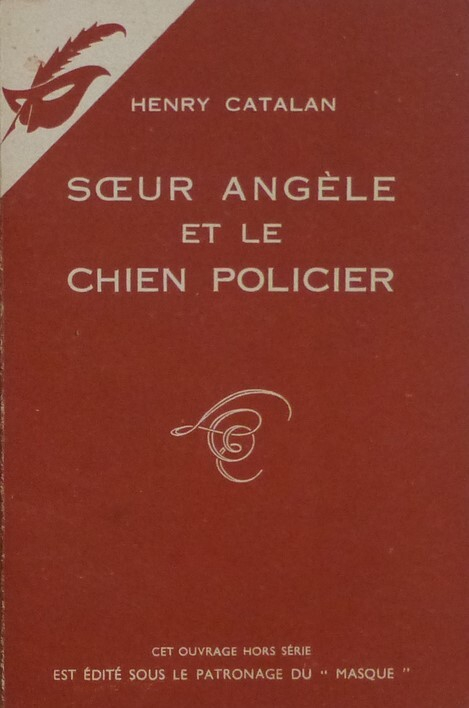 HENRY CATALAN
SŒUR ANGÈLE
ET LE
CHIEN POLICIER
CET OUVRAGE HORS SÉRIE
EST ÉDITÉ SOUS LE PATRONAGE DU " MASQUE "